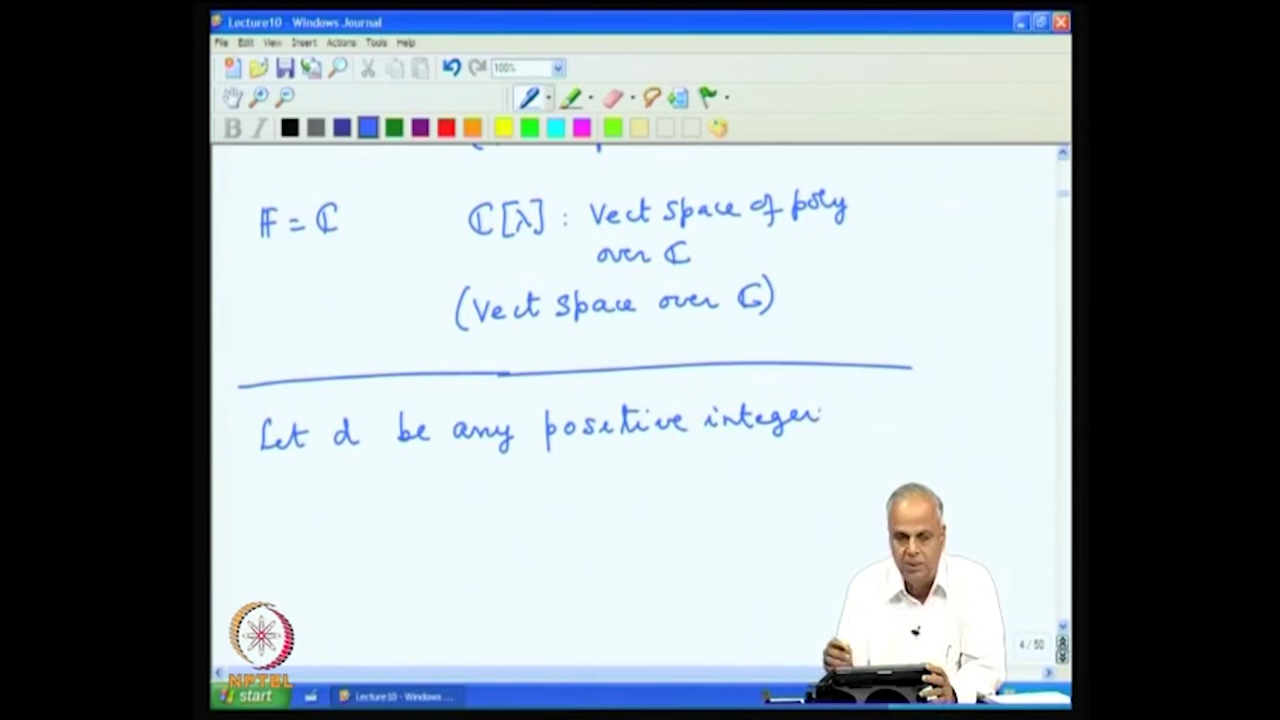 Lecture10 - Windows Journal
File Edit View Insert Actions Tools Help
100%
B I
F = ℂ ℂ[λ] : Vect space of poly
over ℂ
(Vect space over ℂ)
Let d be any positive integer
4 / 50
NPTEL
start Lecture10 - Windows ...